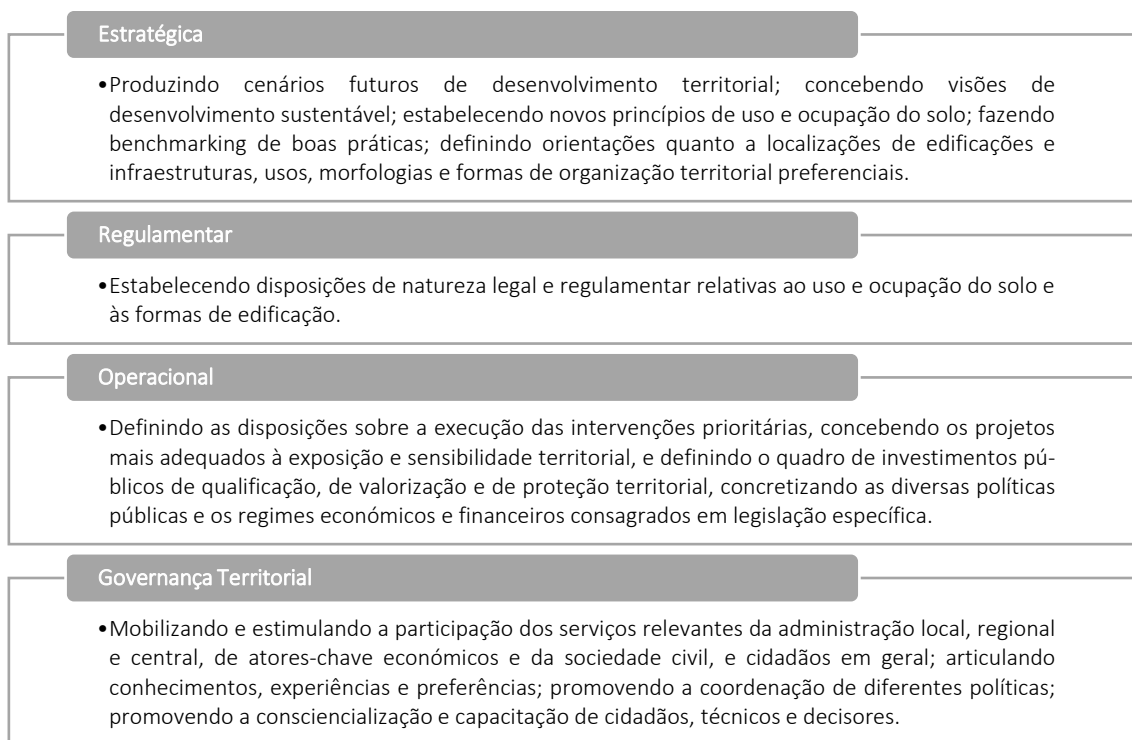 Estratégica
•Produzindo cenários futuros de desenvolvimento territorial; concebendo visões de
desenvolvimento sustentável; estabelecendo novos princípios de uso e ocupação do solo; fazendo
benchmarking de boas práticas; definindo orientações quanto a localizações de edificações e
infraestruturas, usos, morfologias e formas de organização territorial preferenciais.
Regulamentar
•Estabelecendo disposições de natureza legal e regulamentar relativas ao uso e ocupação do solo e
às formas de edificação.
Operacional
•Definindo as disposições sobre a execução das intervenções prioritárias, concebendo os projetos
mais adequados à exposição e sensibilidade territorial, e definindo o quadro de investimentos pú-
blicos de qualificação, de valorização e de proteção territorial, concretizando as diversas políticas
públicas e os regimes económicos e financeiros consagrados em legislação específica.
Governança Territorial
•Mobilizando e estimulando a participação dos serviços relevantes da administração local, regional
e central, de atores-chave económicos e da sociedade civil, e cidadãos em geral; articulando
conhecimentos, experiências e preferências; promovendo a coordenação de diferentes políticas;
promovendo a consciencialização e capacitação de cidadãos, técnicos e decisores.